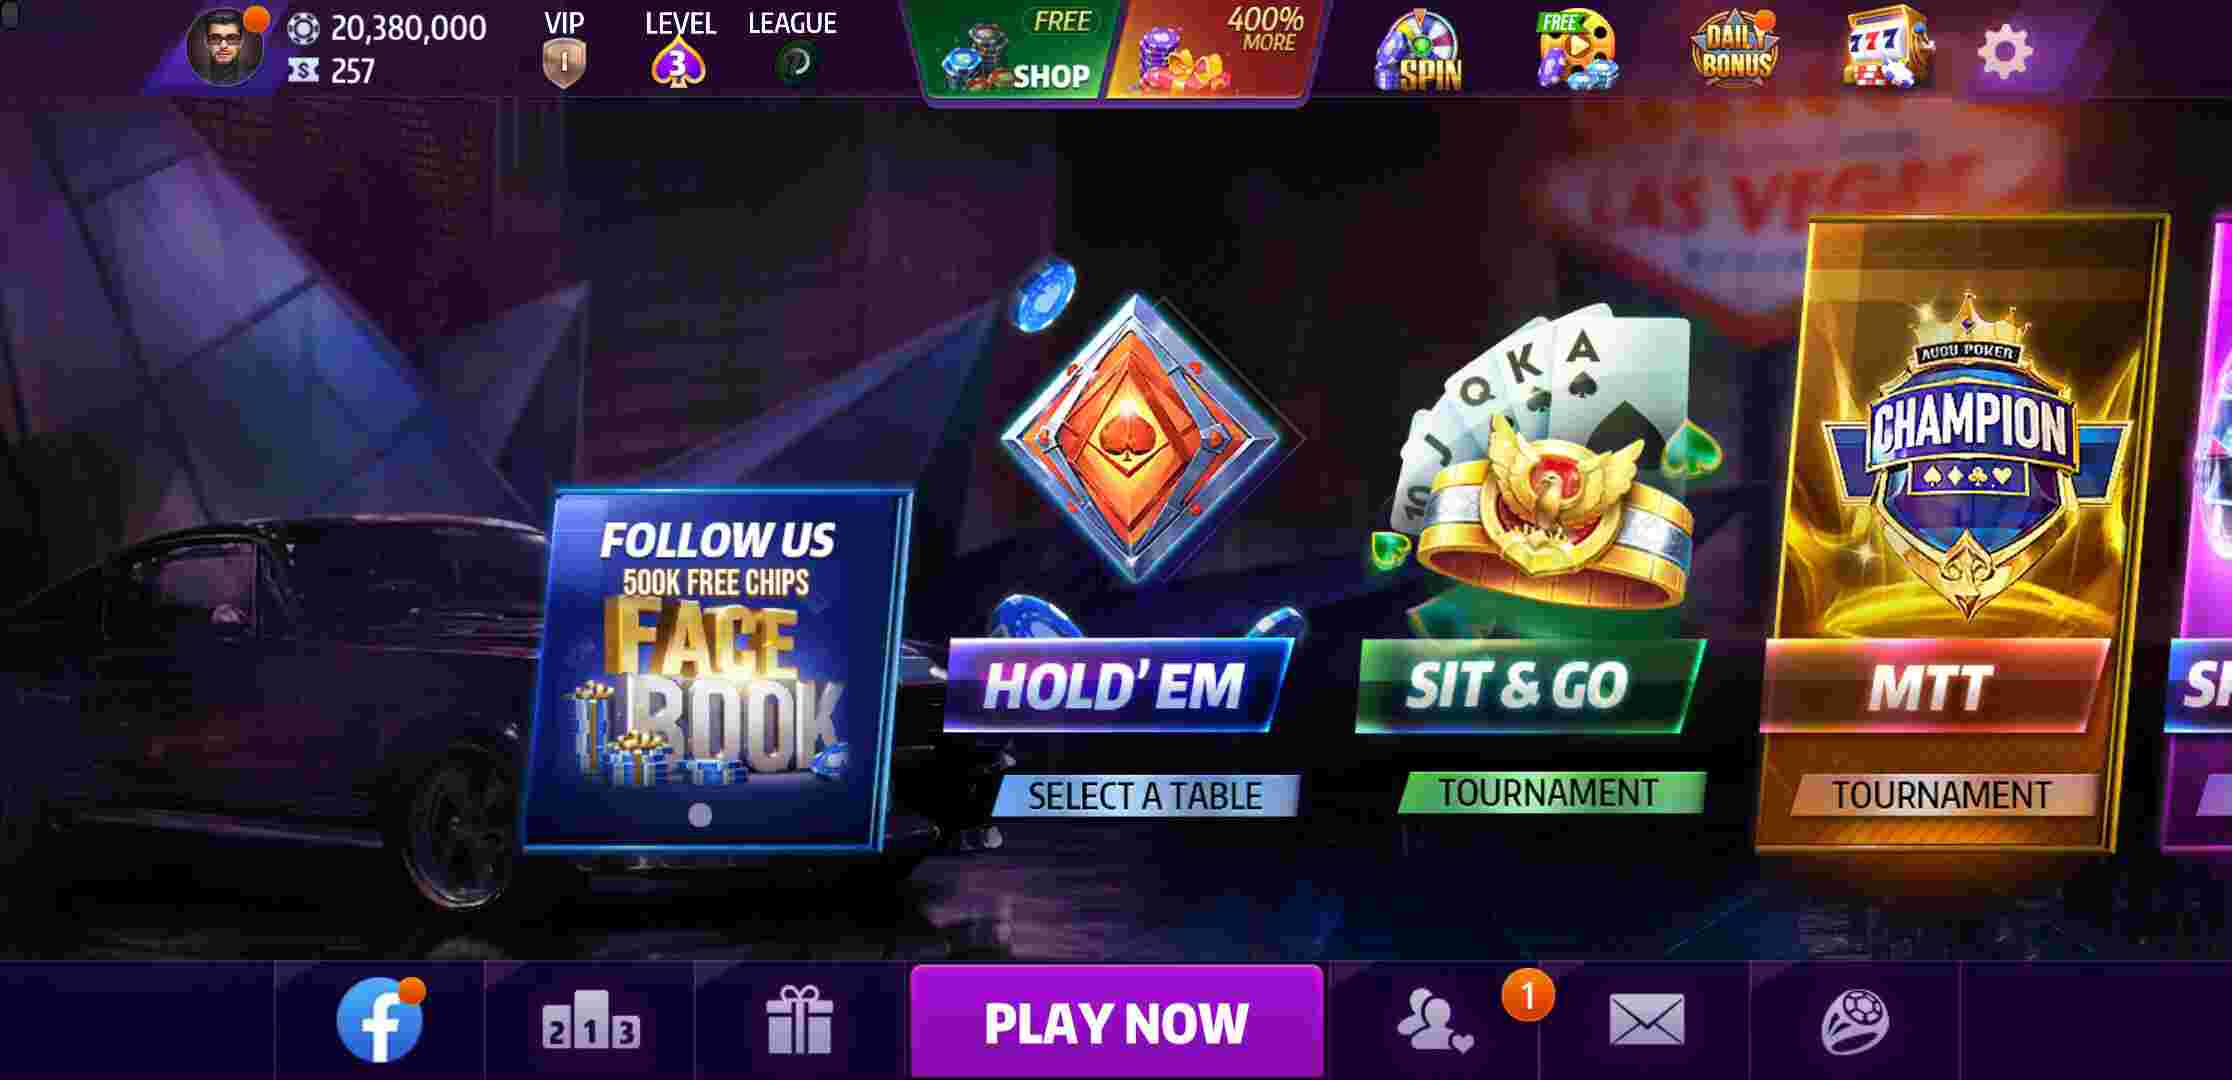 20,380,000
257
VIP
1
LEVEL
3
LEAGUE
FREE
SHOP
400%
MORE
SPIN
FREE
DAILY
BONUS
777
LAS VEGAS
FOLLOW US
500K FREE CHIPS
FACE
BOOK
HOLD'EM
SELECT A TABLE
10 J Q K A
SIT & GO
TOURNAMENT
AUGU POKER
CHAMPION
MTT
TOURNAMENT
f
2 1 3
PLAY NOW
1